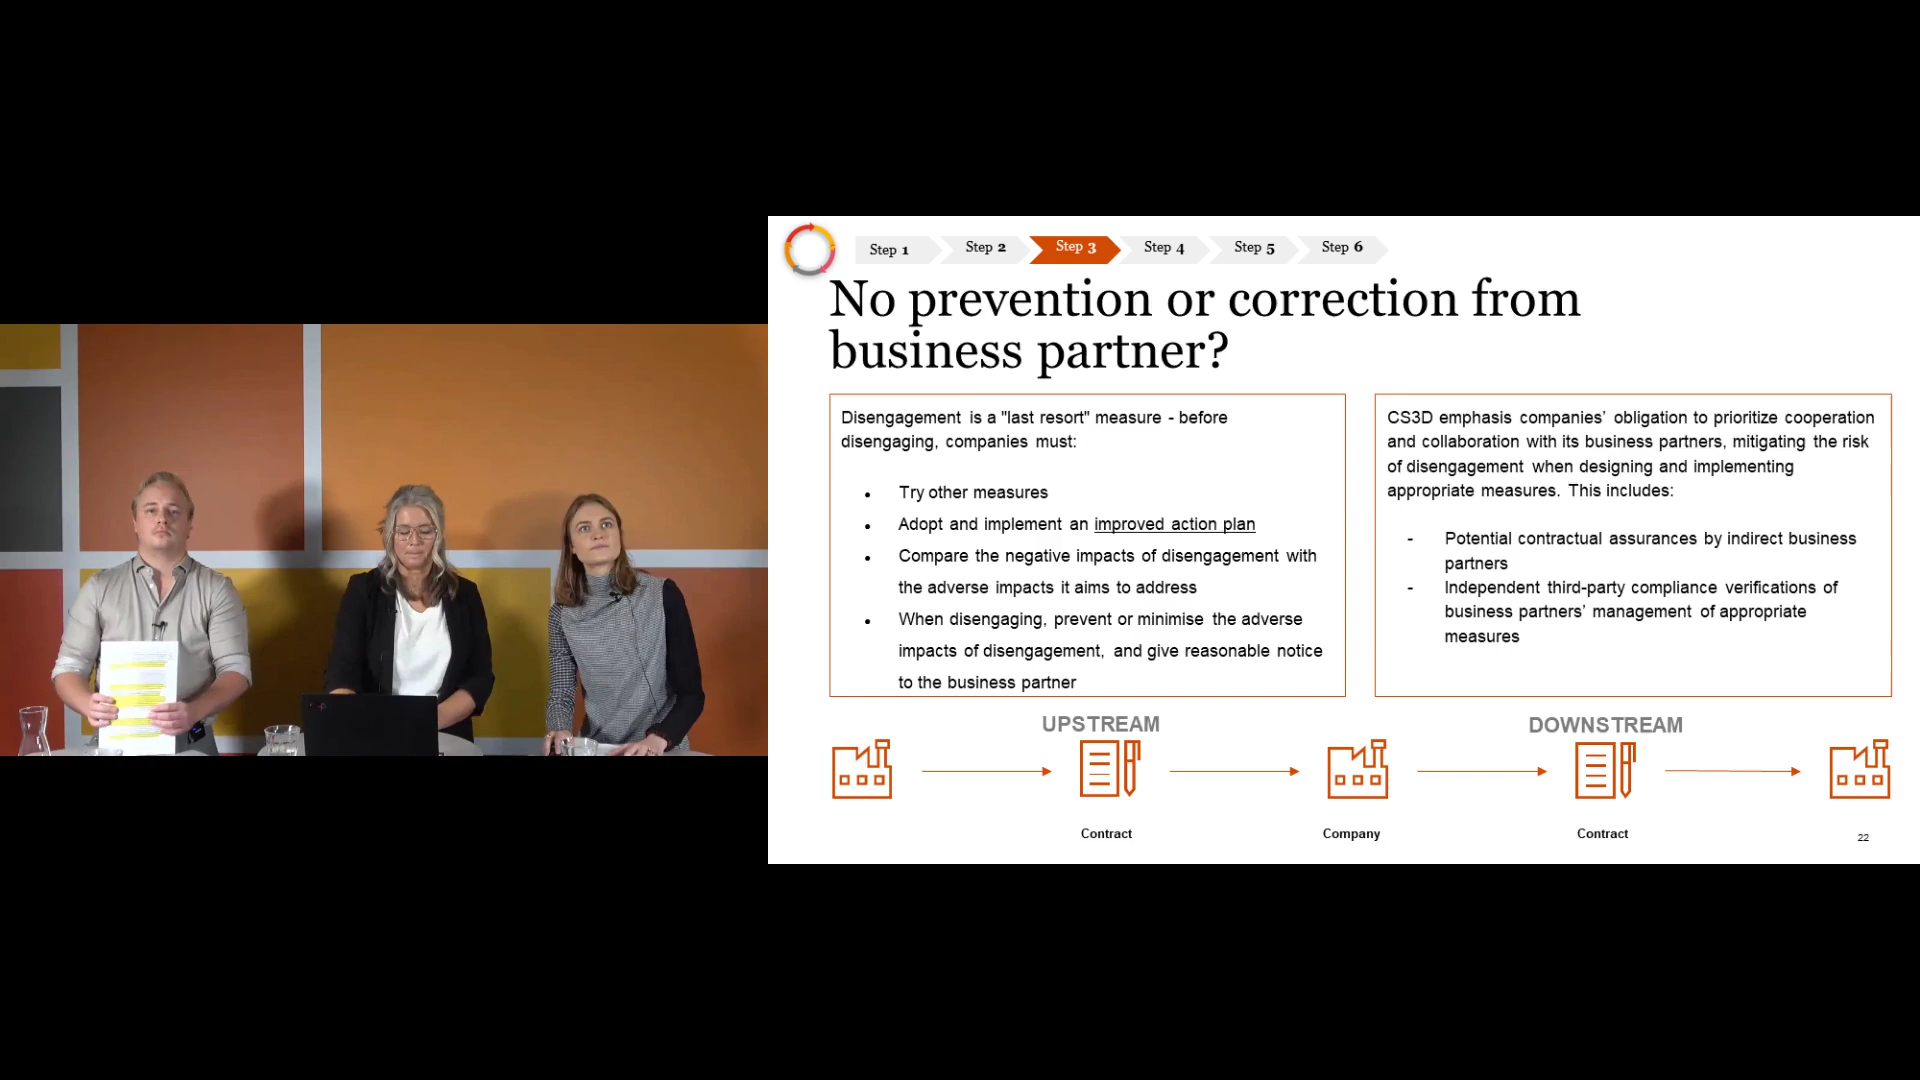 Step 1
Step 2
Step 3
Step 4
Step 5
Step 6
No prevention or correction from
business partner?
Disengagement is a "last resort" measure - before
disengaging, companies must:
• Try other measures
• Adopt and implement an improved action plan
• Compare the negative impacts of disengagement with
the adverse impacts it aims to address
• When disengaging, prevent or minimise the adverse
impacts of disengagement, and give reasonable notice
to the business partner
CS3D emphasis companies’ obligation to prioritize cooperation
and collaboration with its business partners, mitigating the risk
of disengagement when designing and implementing
appropriate measures. This includes:
- Potential contractual assurances by indirect business
partners
- Independent third-party compliance verifications of
business partners’ management of appropriate
measures
UPSTREAM
DOWNSTREAM
Contract
Company
Contract
22